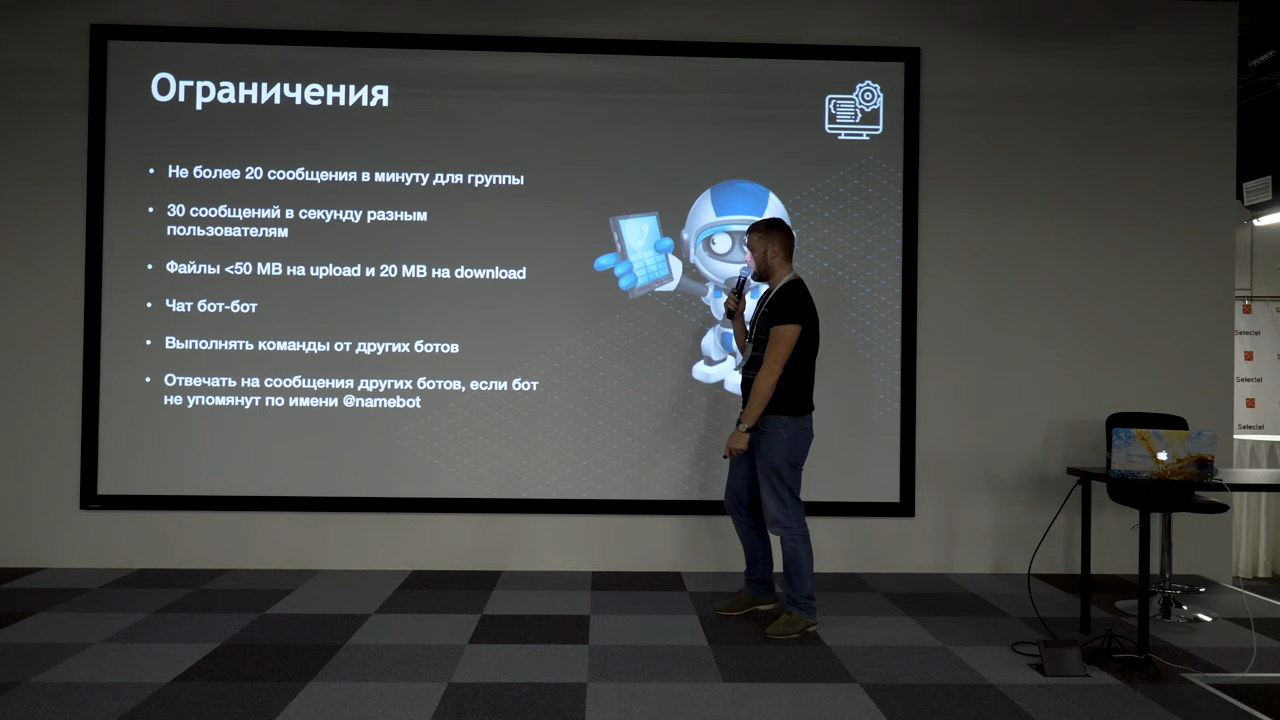 Ограничения
• Не более 20 сообщения в минуту для группы
• 30 сообщений в секунду разным
пользователям
• Файлы <50 MB на upload и 20 MB на download
• Чат бот-бот
• Выполнять команды от других ботов
• Отвечать на сообщения других ботов, если бот
не упомянут по имени @namebot
Selectel
Selectel
Selectel